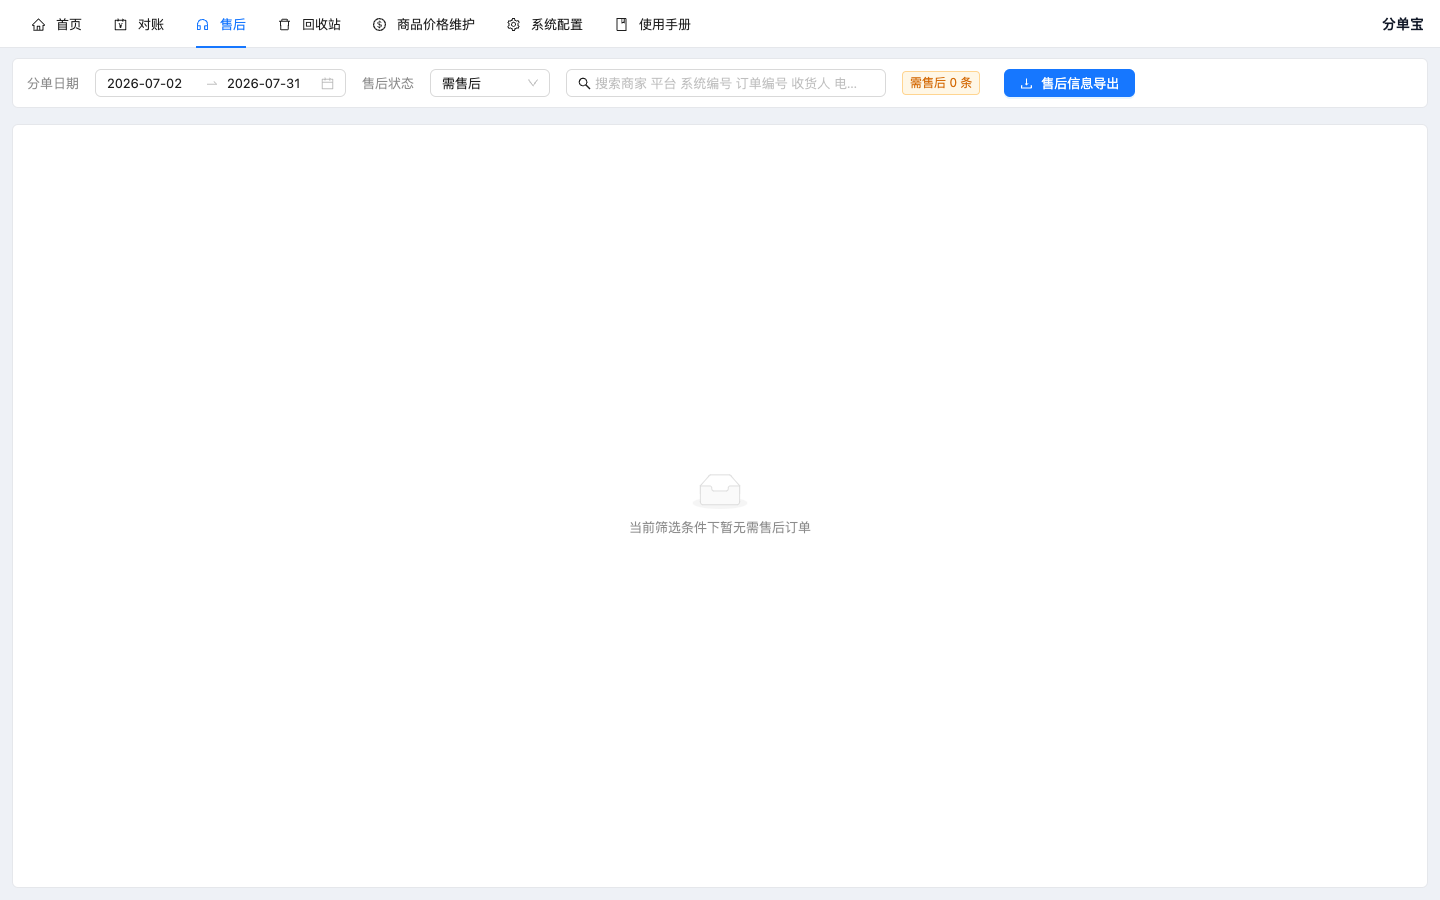 首页 对账 售后 回收站 商品价格维护 系统配置 使用手册 分单宝
分单日期 2026-07-02 → 2026-07-31 售后状态 需售后 搜索商家 平台 系统编号 订单编号 收货人 电... 需售后 0 条 售后信息导出
当前筛选条件下暂无需售后订单